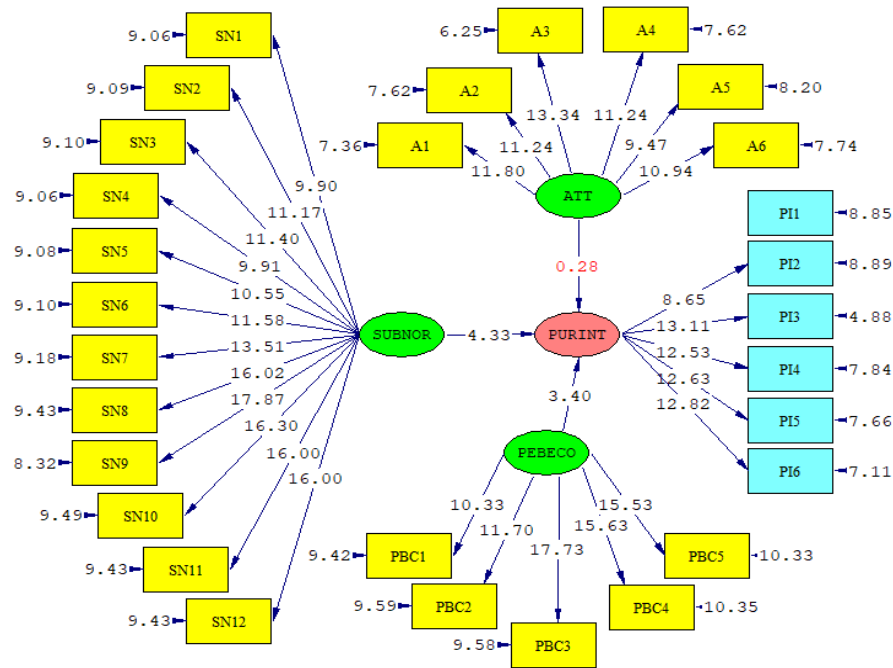 9.06 SN1
9.09 SN2
9.10 SN3
9.06 SN4
9.08 SN5
9.10 SN6
9.18 SN7
9.43 SN8
8.32 SN9
9.49 SN10
9.43 SN11
9.43 SN12
9.90
11.17
11.40
9.91
10.55
11.58
13.51
16.02
17.87
16.30
16.00
16.00
SUBNOR
4.33
7.36 A1
7.62 A2
6.25 A3
A4 7.62
A5 8.20
A6 7.74
11.80
11.24
13.34
11.24
9.47
10.94
ATT
0.28
PURINT
3.40
PEBECO
8.65
13.11
12.53
12.63
12.82
PI1 8.85
PI2 8.89
PI3 4.88
PI4 7.84
PI5 7.66
PI6 7.11
10.33
11.70
17.73
15.63
15.53
9.42 PBC1
9.59 PBC2
9.58 PBC3
PBC4 10.35
PBC5 10.33